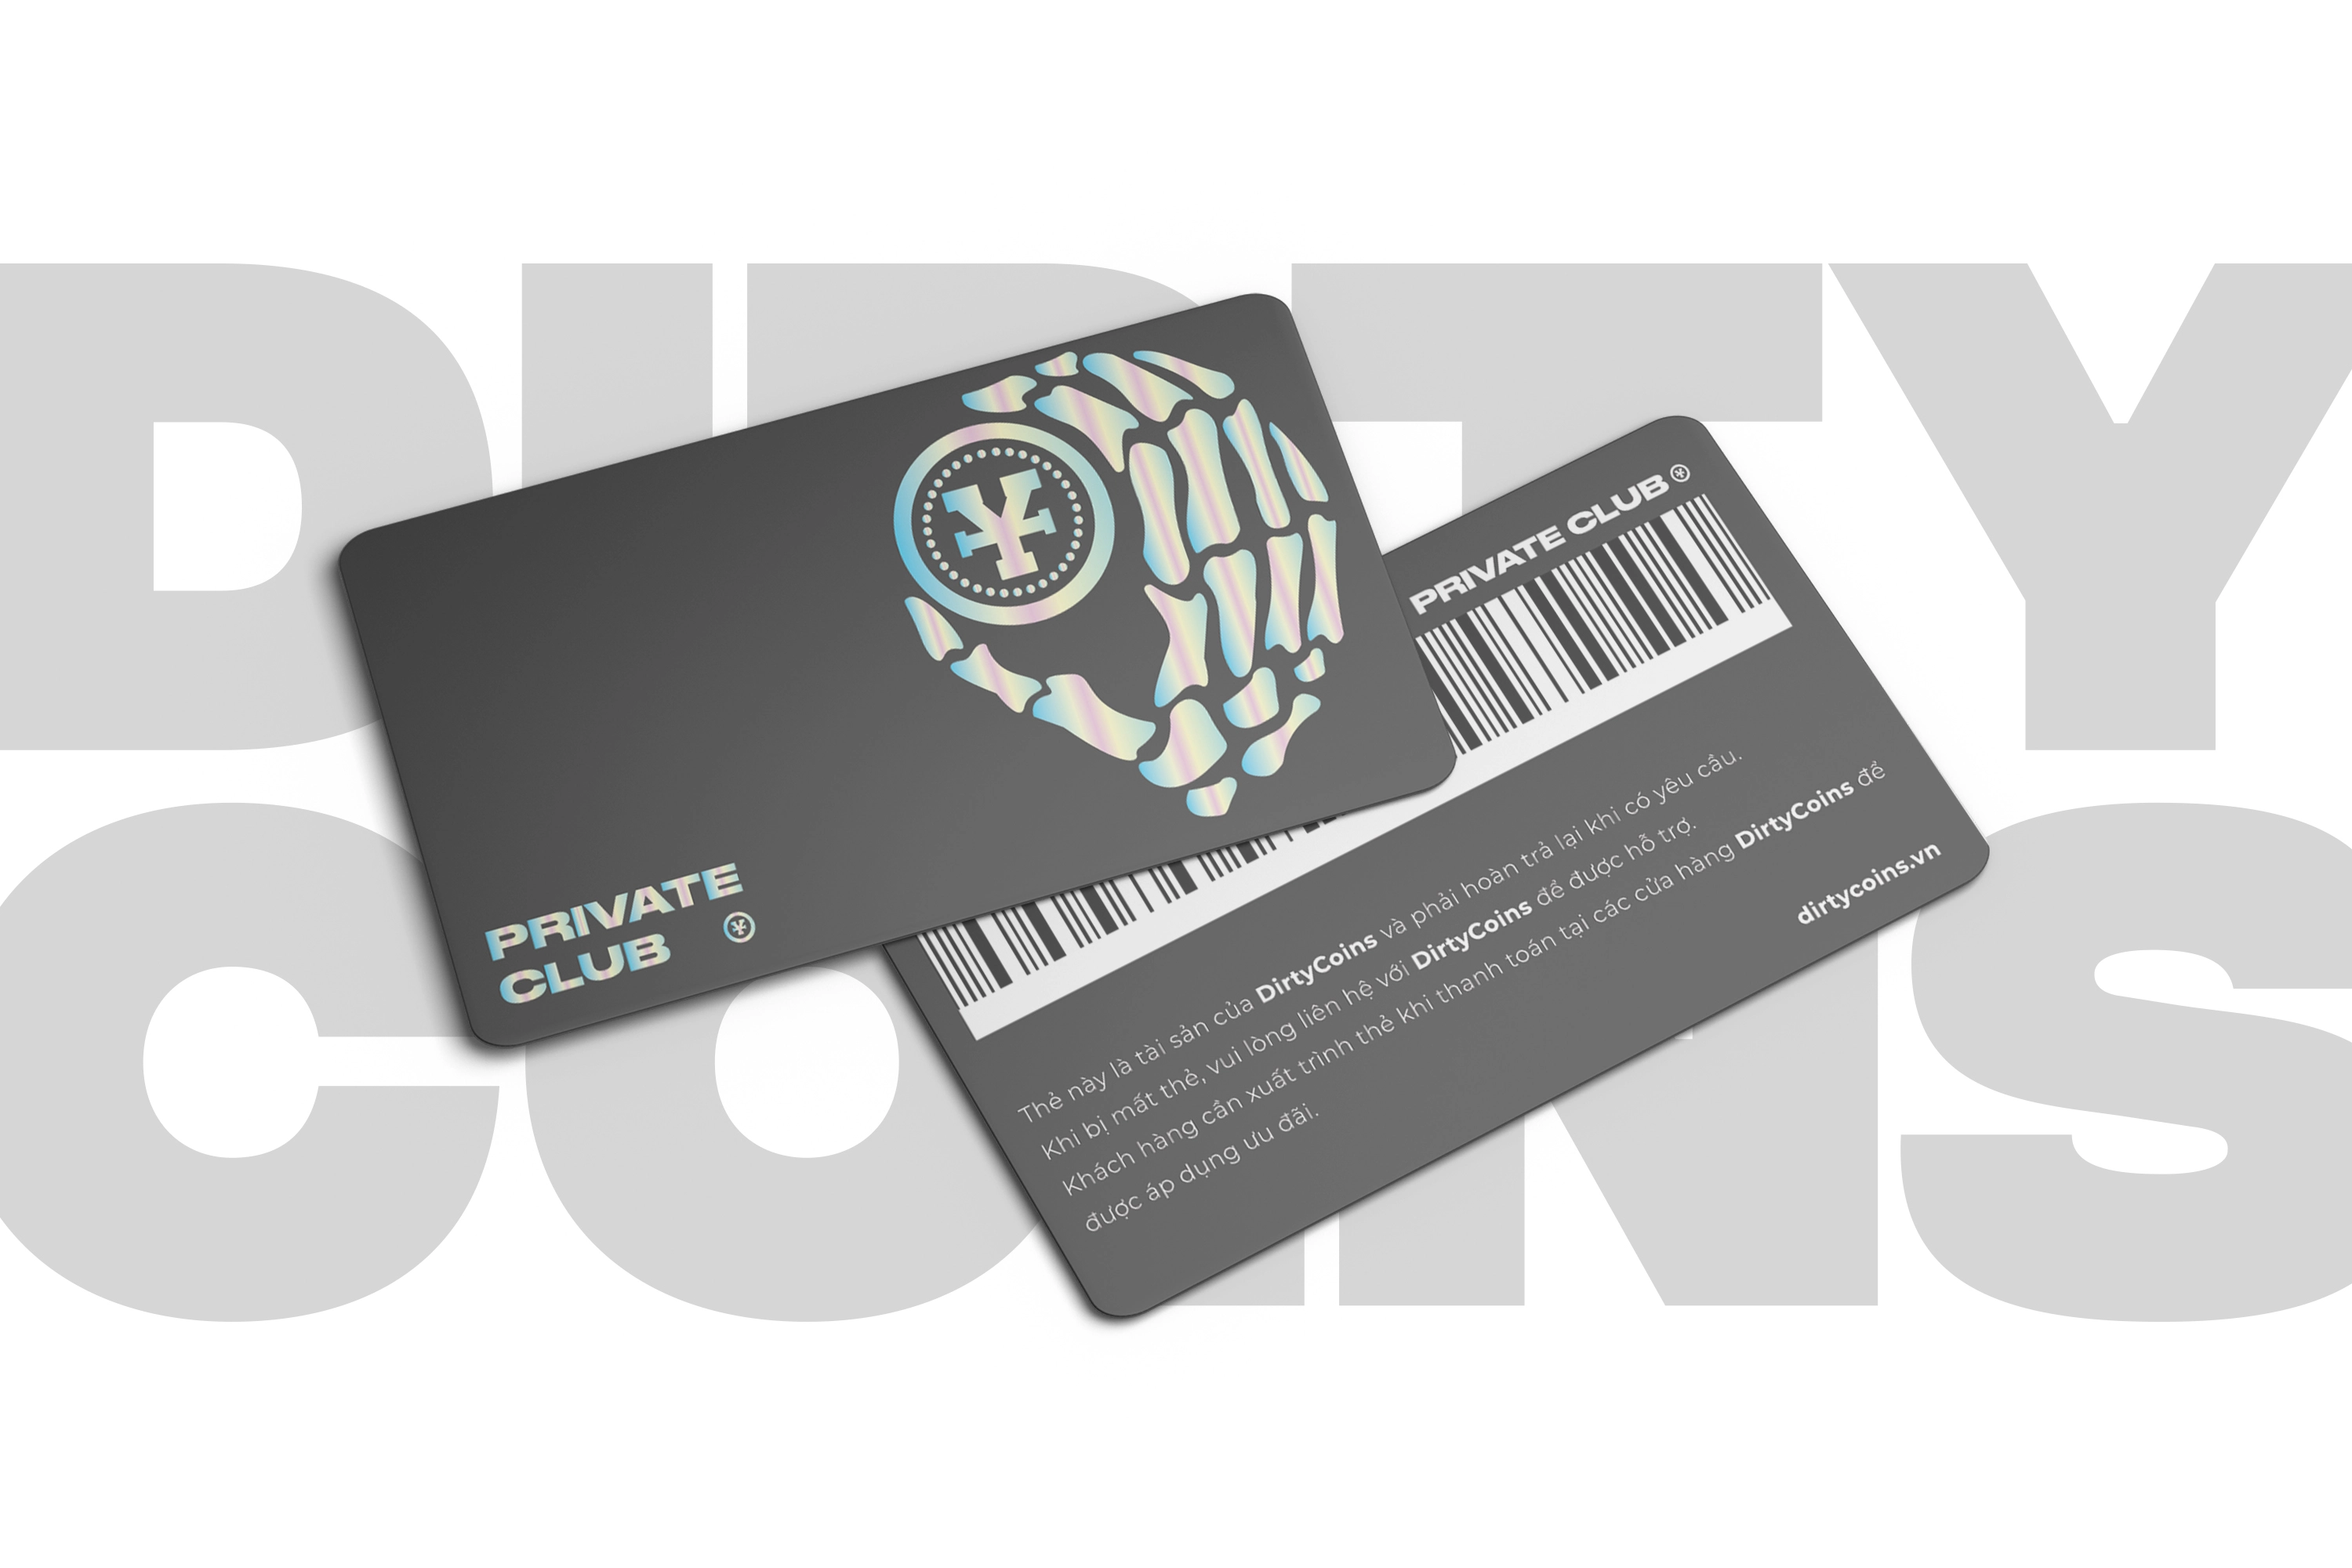 DIRTY
COINS
PRIVATE
CLUB
PRIVATE CLUB
Thẻ này là tài sản của DirtyCoins và phải hoàn trả lại khi có yêu cầu.
Khi bị mất thẻ, vui lòng liên hệ với DirtyCoins để được hỗ trợ.
Khách hàng cần xuất trình thẻ khi thanh toán tại các cửa hàng DirtyCoins để
được áp dụng ưu đãi.
dirtycoins.vn